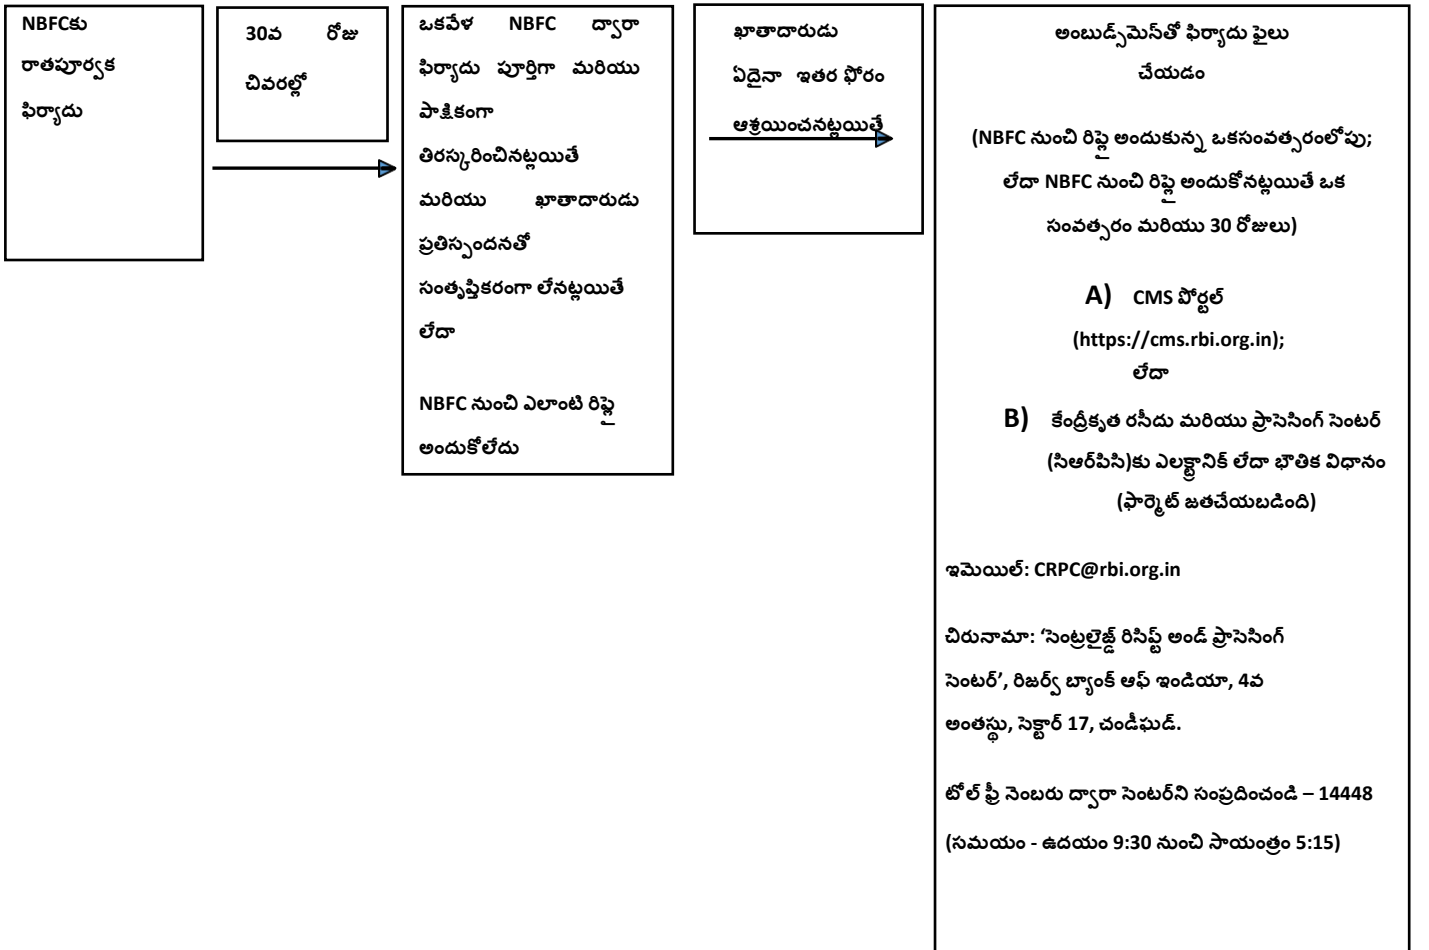 NBFCకు
రాతపూర్వక
ఫిర్యాదు
30వ రోజు
చివరల్లో
ఒకవేళ NBFC ద్వారా
ఫిర్యాదు పూర్తిగా మరియు
పాక్షికంగా
తిరస్కరించినట్లయితే
మరియు ఖాతాదారుడు
ప్రతిస్పందనతో
సంతృప్తికరంగా లేనట్లయితే
లేదా
NBFC నుంచి ఎలాంటి రిప్లై
అందుకోలేదు
ఖాతాదారుడు
ఏదైనా ఇతర ఫోరం
ఆశ్రయించనట్లయితే
అంబుడ్స్‌మెన్‌తో ఫిర్యాదు ఫైలు
చేయడం
(NBFC నుంచి రిప్లై అందుకున్న ఒకసంవత్సరంలోపు;
లేదా NBFC నుంచి రిప్లై అందుకోనట్లయితే ఒక
సంవత్సరం మరియు 30 రోజులు)
A) CMS పోర్టల్
(https://cms.rbi.org.in);
లేదా
B) కేంద్రీకృత రసీదు మరియు ప్రాసెసింగ్ సెంటర్
(సిఆర్‌పిసి)కు ఎలక్ట్రానిక్ లేదా భౌతిక విధానం
(ఫార్మెట్ జతచేయబడింది)
ఇమెయిల్: CRPC@rbi.org.in
చిరునామా: ‘సెంట్రలైజ్డ్ రిసిప్ట్ అండ్ ప్రాసెసింగ్
సెంటర్’, రిజర్వ్ బ్యాంక్ ఆఫ్ ఇండియా, 4వ
అంతస్థు, సెక్టార్ 17, చండీఘడ్.
టోల్ ఫ్రీ నెంబరు ద్వారా సెంటర్‌ని సంప్రదించండి – 14448
(సమయం - ఉదయం 9:30 నుంచి సాయంత్రం 5:15)